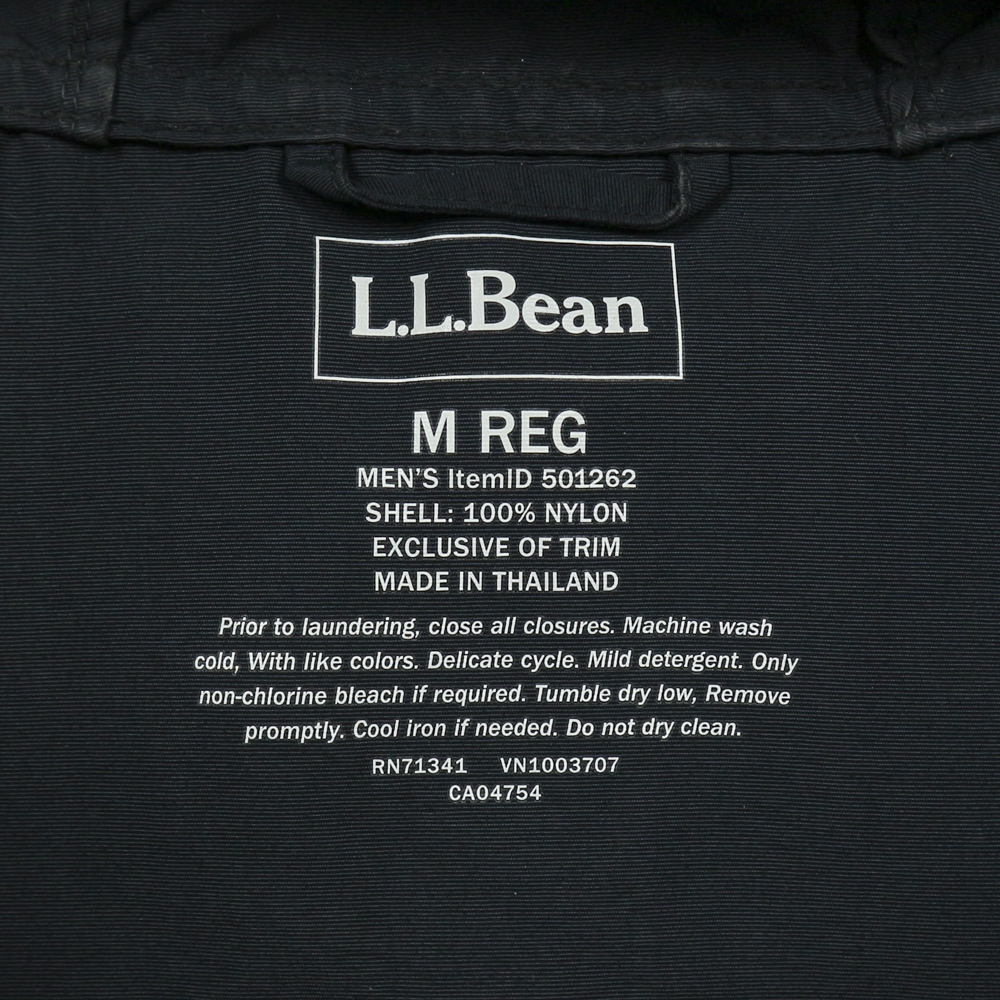 L.L.Bean
M REG
MEN'S ItemID 501262
SHELL: 100% NYLON
EXCLUSIVE OF TRIM
MADE IN THAILAND
Prior to laundering, close all closures. Machine wash
cold, With like colors. Delicate cycle. Mild detergent. Only
non-chlorine bleach if required. Tumble dry low, Remove
promptly. Cool iron if needed. Do not dry clean.
RN71341 VN1003707
CA04754